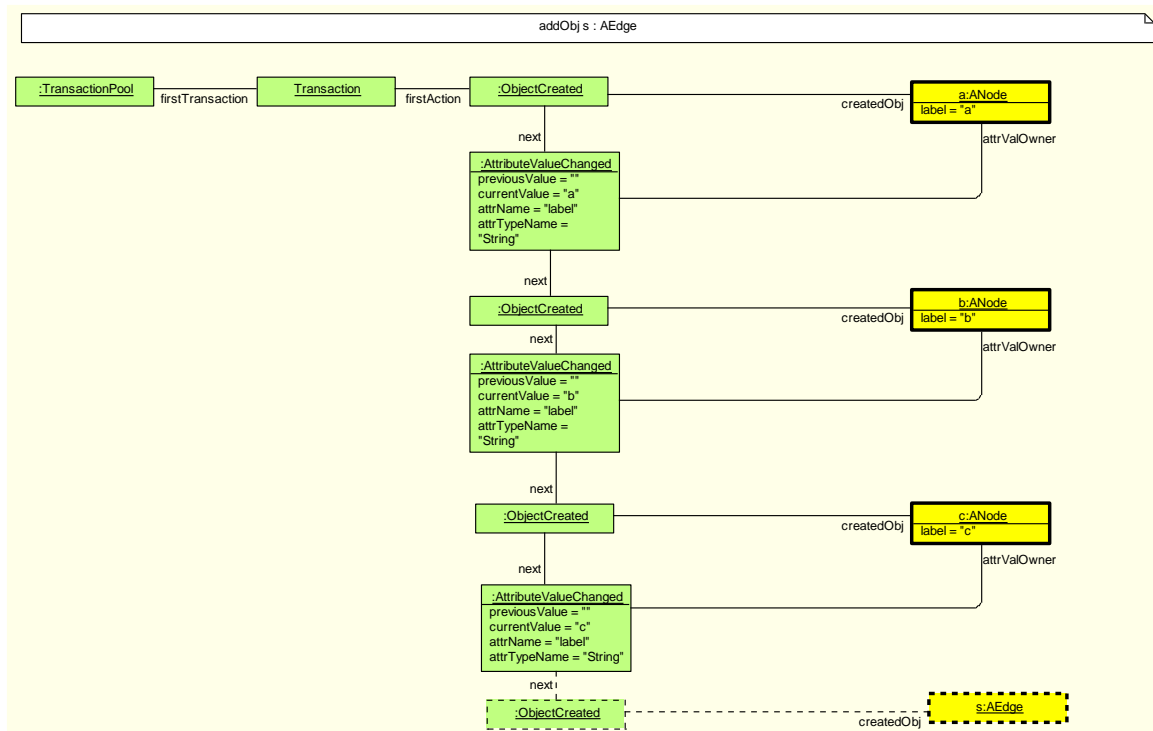 addObj s : AEdge
:TransactionPool
firstTransaction
Transaction
firstAction
:ObjectCreated
createdObj
a:ANode
label = "a"
attrValOwner
next
:AttributeValueChanged
previousValue = ""
currentValue = "a"
attrName = "label"
attrTypeName =
"String"
next
:ObjectCreated
createdObj
b:ANode
label = "b"
attrValOwner
next
:AttributeValueChanged
previousValue = ""
currentValue = "b"
attrName = "label"
attrTypeName =
"String"
next
:ObjectCreated
createdObj
c:ANode
label = "c"
attrValOwner
next
:AttributeValueChanged
previousValue = ""
currentValue = "c"
attrName = "label"
attrTypeName = "String"
next
:ObjectCreated
createdObj
s:AEdge